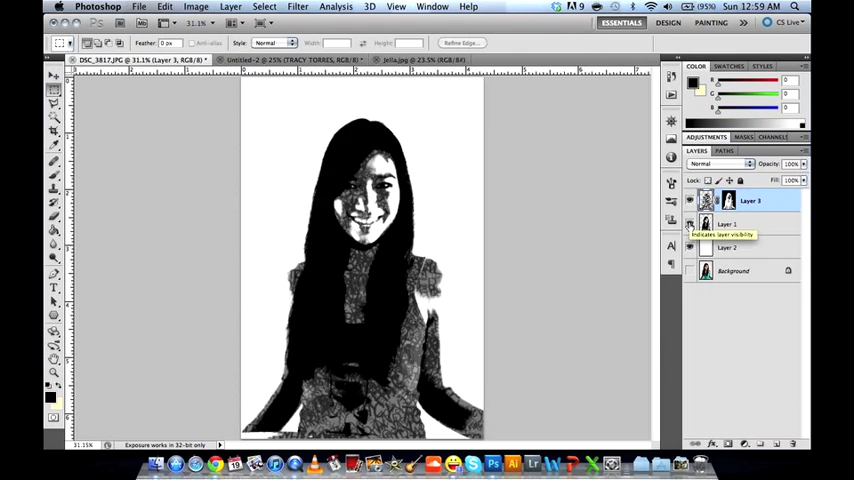 Photoshop File Edit Image Layer Select Filter Analysis 3D View Window Help 9 (95%) Sun 12:59 AM
31.1% ESSENTIALS DESIGN PAINTING CS Live
Feather: 0 px Anti-alias Style: Normal Width: Height: Refine Edge...
DSC_3817.JPG @ 31.1% (Layer 3, RGB/8) * Untitled-2 @ 25% (TRACY TORRES, RGB/8) * Jella.jpg @ 23.5% (RGB/8#)
COLOR SWATCHES STYLES
R 0
G 0
B 0
ADJUSTMENTS MASKS CHANNELS
LAYERS PATHS
Normal Opacity: 100%
Lock: Fill: 100%
Layer 3
Layer 1
Indicates layer visibility
Layer 2
Background
31.15% Exposure works in 32-bit only